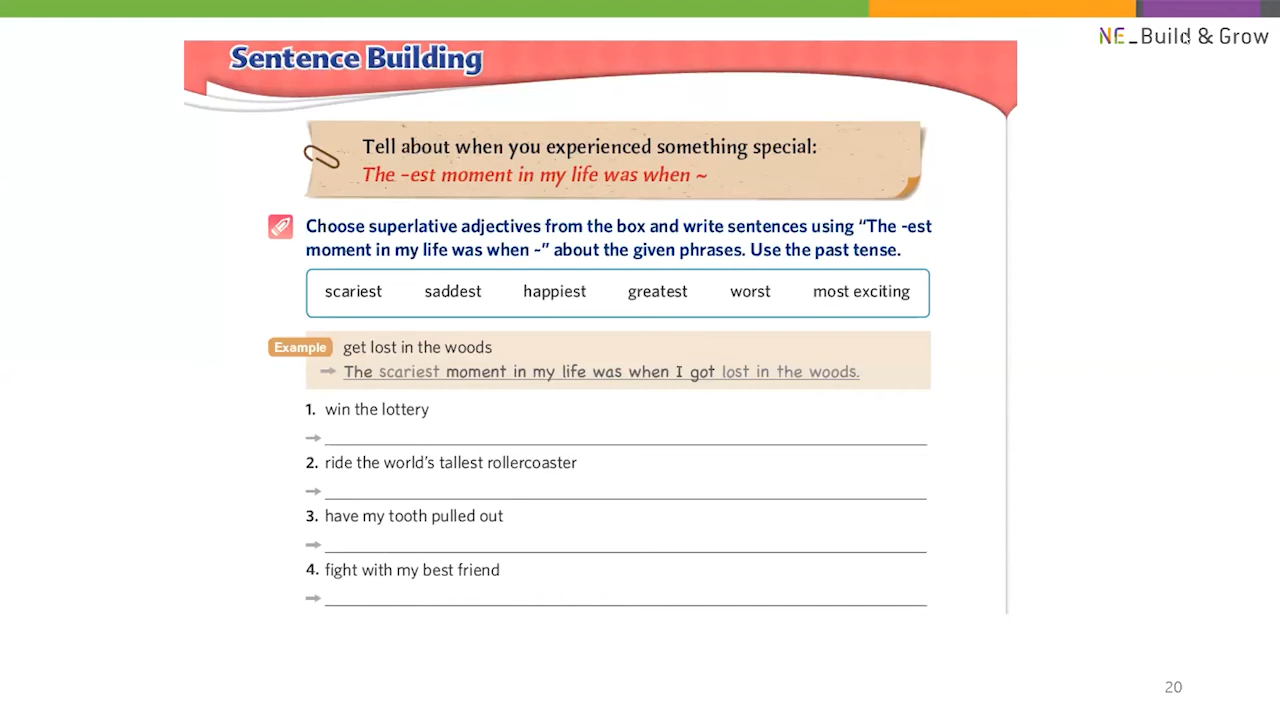 NE_Build & Grow
Sentence Building
Tell about when you experienced something special:
The -est moment in my life was when ~
Choose superlative adjectives from the box and write sentences using “The -est
moment in my life was when ~” about the given phrases. Use the past tense.
scariest saddest happiest greatest worst most exciting
Example get lost in the woods
➡ The scariest moment in my life was when I got lost in the woods.
1. win the lottery
➡
2. ride the world’s tallest rollercoaster
➡
3. have my tooth pulled out
➡
4. fight with my best friend
➡
20